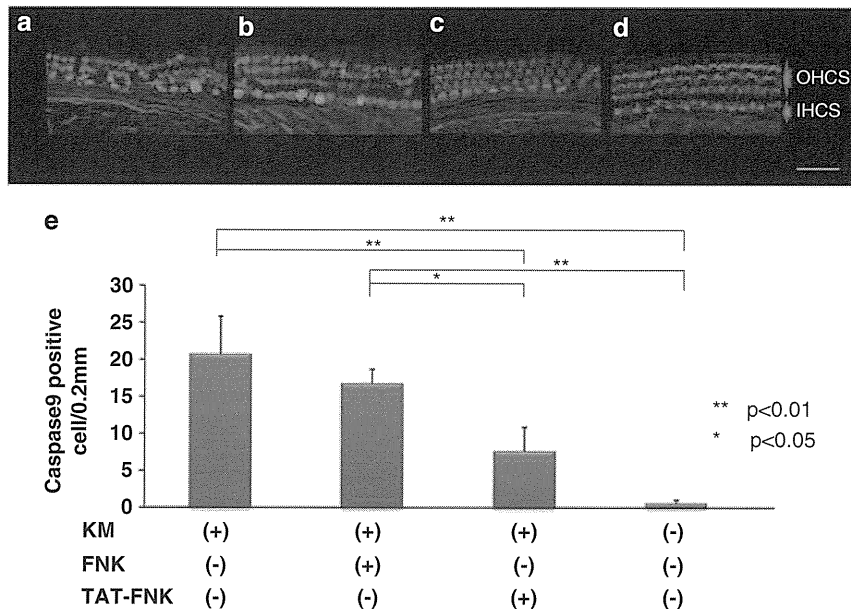 a b c d
OHCS
IHCS
e
**
**
**
*
Caspase9 positive
cell/0.2mm
30
25
20
15
10
5
0
** p<0.01
* p<0.05
KM (+) (+) (+) (-)
FNK (-) (+) (-) (-)
TAT-FNK (-) (-) (+) (-)